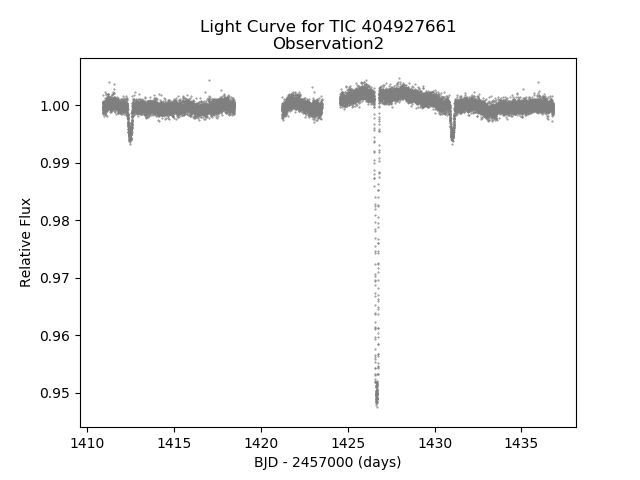 Light Curve for TIC 404927661
Observation2
1.00
0.99
0.98
0.97
0.96
0.95
Relative Flux
1410 1415 1420 1425 1430 1435
BJD - 2457000 (days)